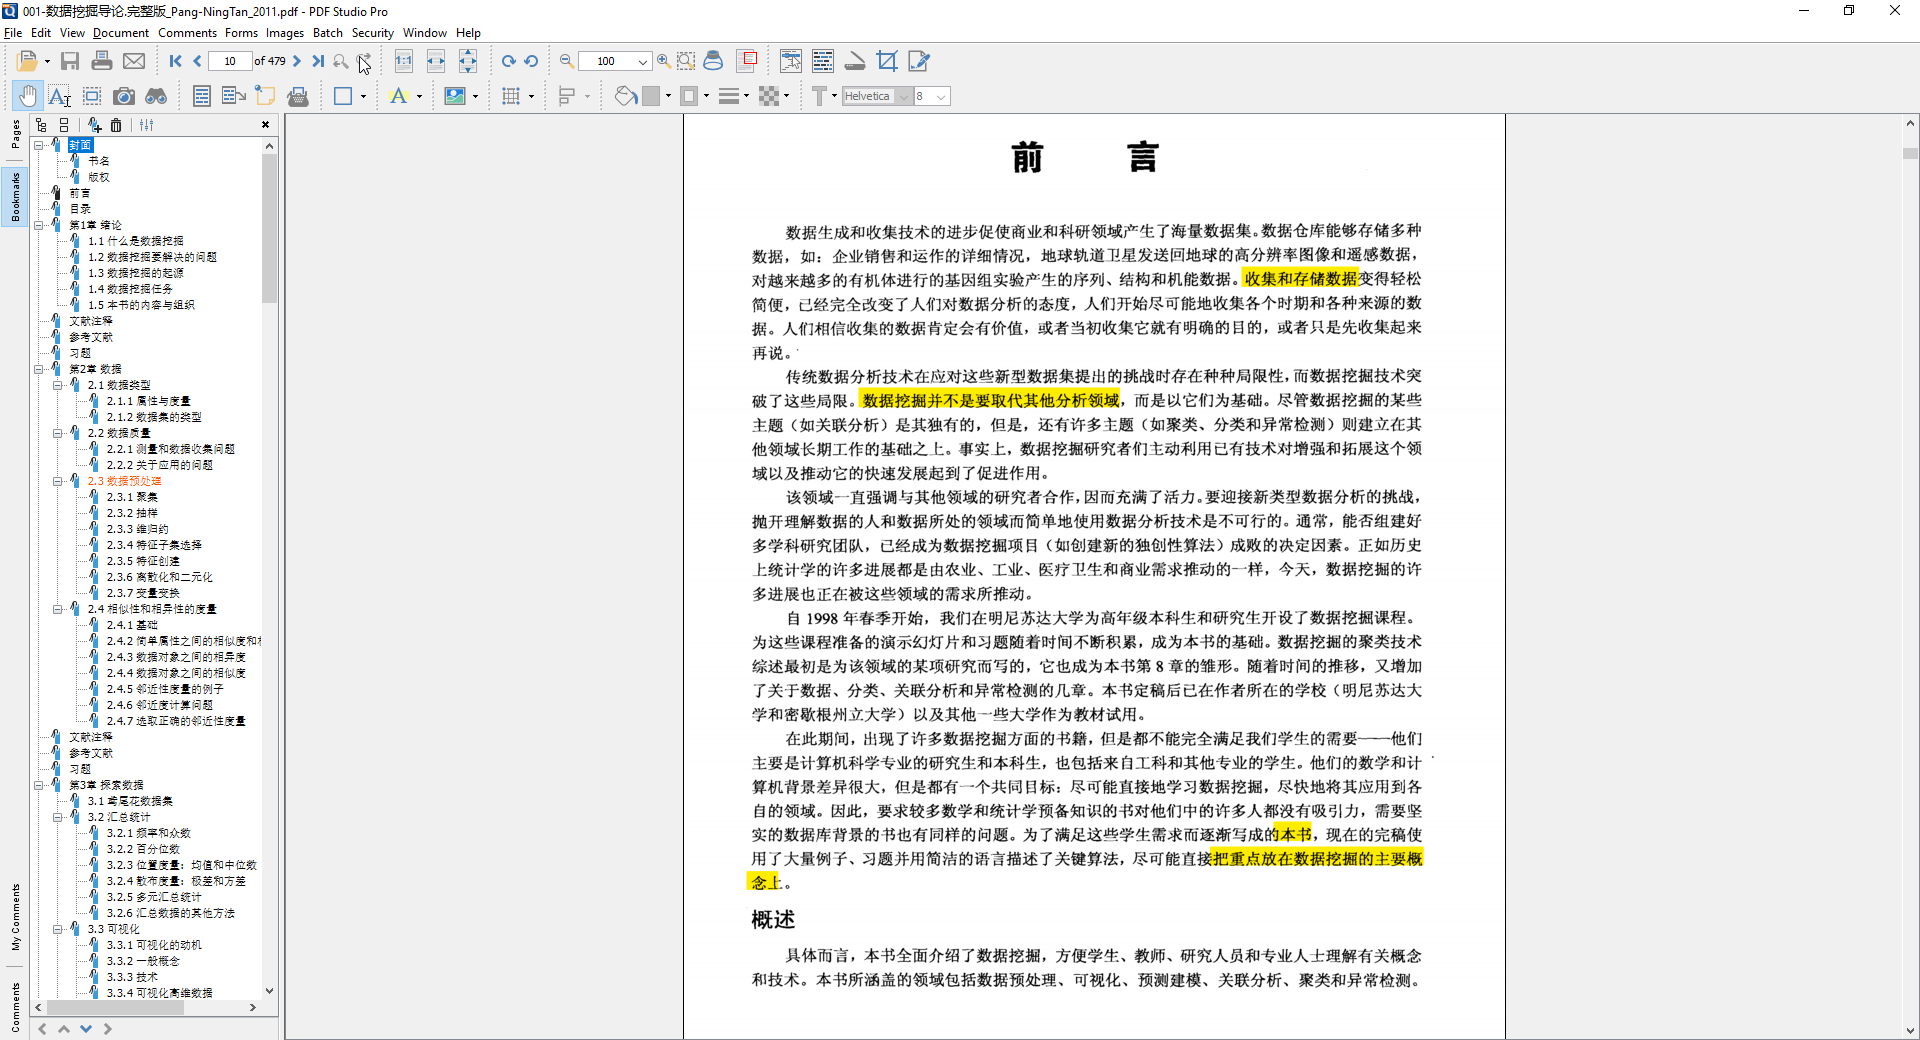 001-数据挖掘导论.完整版_Pang-NingTan_2011.pdf - PDF Studio Pro
File Edit View Document Comments Forms Images Batch Security Window Help
10 of 479 1:1 100
Helvetica 8
Pages
Bookmarks
My Comments
Comments
封面
书名
版权
前言
目录
第1章 绪论
1.1 什么是数据挖掘
1.2 数据挖掘要解决的问题
1.3 数据挖掘的起源
1.4 数据挖掘任务
1.5 本书的内容与组织
文献注释
参考文献
习题
第2章 数据
2.1 数据类型
2.1.1 属性与度量
2.1.2 数据集的类型
2.2 数据质量
2.2.1 测量和数据收集问题
2.2.2 关于应用的问题
2.3 数据预处理
2.3.1 聚集
2.3.2 抽样
2.3.3 维归约
2.3.4 特征子集选择
2.3.5 特征创建
2.3.6 离散化和二元化
2.3.7 变量变换
2.4 相似性和相异性的度量
2.4.1 基础
2.4.2 简单属性之间的相似度和
2.4.3 数据对象之间的相异度
2.4.4 数据对象之间的相似度
2.4.5 邻近性度量的例子
2.4.6 邻近度计算问题
2.4.7 选取正确的邻近性度量
文献注释
参考文献
习题
第3章 探索数据
3.1 鸢尾花数据集
3.2 汇总统计
3.2.1 频率和众数
3.2.2 百分位数
3.2.3 位置度量：均值和中位数
3.2.4 散布度量：极差和方差
3.2.5 多元汇总统计
3.2.6 汇总数据的其他方法
3.3 可视化
3.3.1 可视化的动机
3.3.2 一般概念
3.3.3 技术
3.3.4 可视化高维数据
前 言
数据生成和收集技术的进步促使商业和科研领域产生了海量数据集。数据仓库能够存储多种
数据，如：企业销售和运作的详细情况，地球轨道卫星发送回地球的高分辨率图像和遥感数据，
对越来越多的有机体进行的基因组实验产生的序列、结构和机能数据。收集和存储数据变得轻松
简便，已经完全改变了人们对数据分析的态度，人们开始尽可能地收集各个时期和各种来源的数
据。人们相信收集的数据肯定会有价值，或者当初收集它就有明确的目的，或者只是先收集起来
再说。
传统数据分析技术在应对这些新型数据集提出的挑战时存在种种局限性，而数据挖掘技术突
破了这些局限。数据挖掘并不是要取代其他分析领域，而是以它们为基础。尽管数据挖掘的某些
主题（如关联分析）是其独有的，但是，还有许多主题（如聚类、分类和异常检测）则建立在其
他领域长期工作的基础之上。事实上，数据挖掘研究者们主动利用已有技术对增强和拓展这个领
域以及推动它的快速发展起到了促进作用。
该领域一直强调与其他领域的研究者合作，因而充满了活力。要迎接新类型数据分析的挑战，
抛开理解数据的人和数据所处的领域而简单地使用数据分析技术是不可行的。通常，能否组建好
多学科研究团队，已经成为数据挖掘项目（如创建新的独创性算法）成败的决定因素。正如历史
上统计学的许多进展都是由农业、工业、医疗卫生和商业需求推动的一样，今天，数据挖掘的许
多进展也正在被这些领域的需求所推动。
自 1998 年春季开始，我们在明尼苏达大学为高年级本科生和研究生开设了数据挖掘课程。
为这些课程准备的演示幻灯片和习题随着时间不断积累，成为本书的基础。数据挖掘的聚类技术
综述最初是为该领域的某项研究而写的，它也成为本书第 8 章的雏形。随着时间的推移，又增加
了关于数据、分类、关联分析和异常检测的几章。本书定稿后已在作者所在的学校（明尼苏达大
学和密歇根州立大学）以及其他一些大学作为教材试用。
在此期间，出现了许多数据挖掘方面的书籍，但是都不能完全满足我们学生的需要——他们
主要是计算机科学专业的研究生和本科生，也包括来自工科和其他专业的学生。他们的数学和计
算机背景差异很大，但是都有一个共同目标：尽可能直接地学习数据挖掘，尽快地将其应用到各
自的领域。因此，要求较多数学和统计学预备知识的书对他们中的许多人都没有吸引力，需要坚
实的数据库背景的书也有同样的问题。为了满足这些学生需求而逐渐写成的本书，现在的完稿使
用了大量例子、习题并用简洁的语言描述了关键算法，尽可能直接把重点放在数据挖掘的主要概
念上。
概述
具体而言，本书全面介绍了数据挖掘，方便学生、教师、研究人员和专业人士理解有关概念
和技术。本书所涵盖的领域包括数据预处理、可视化、预测建模、关联分析、聚类和异常检测。